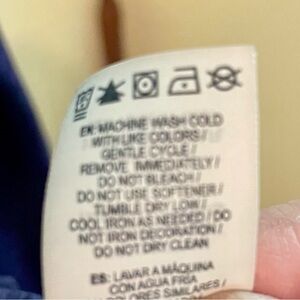 EN: MACHINE WASH COLD
WITH LIKE COLORS /
GENTLE CYCLE /
REMOVE IMMEDIATELY /
DO NOT BLEACH /
DO NOT USE SOFTENER /
TUMBLE DRY LOW /
COOL IRON AS NEEDED / DO
NOT IRON DECORATION /
DO NOT DRY CLEAN
ES: LAVAR A MÁQUINA
CON AGUA FRÍA
COLORES SIMILARES /